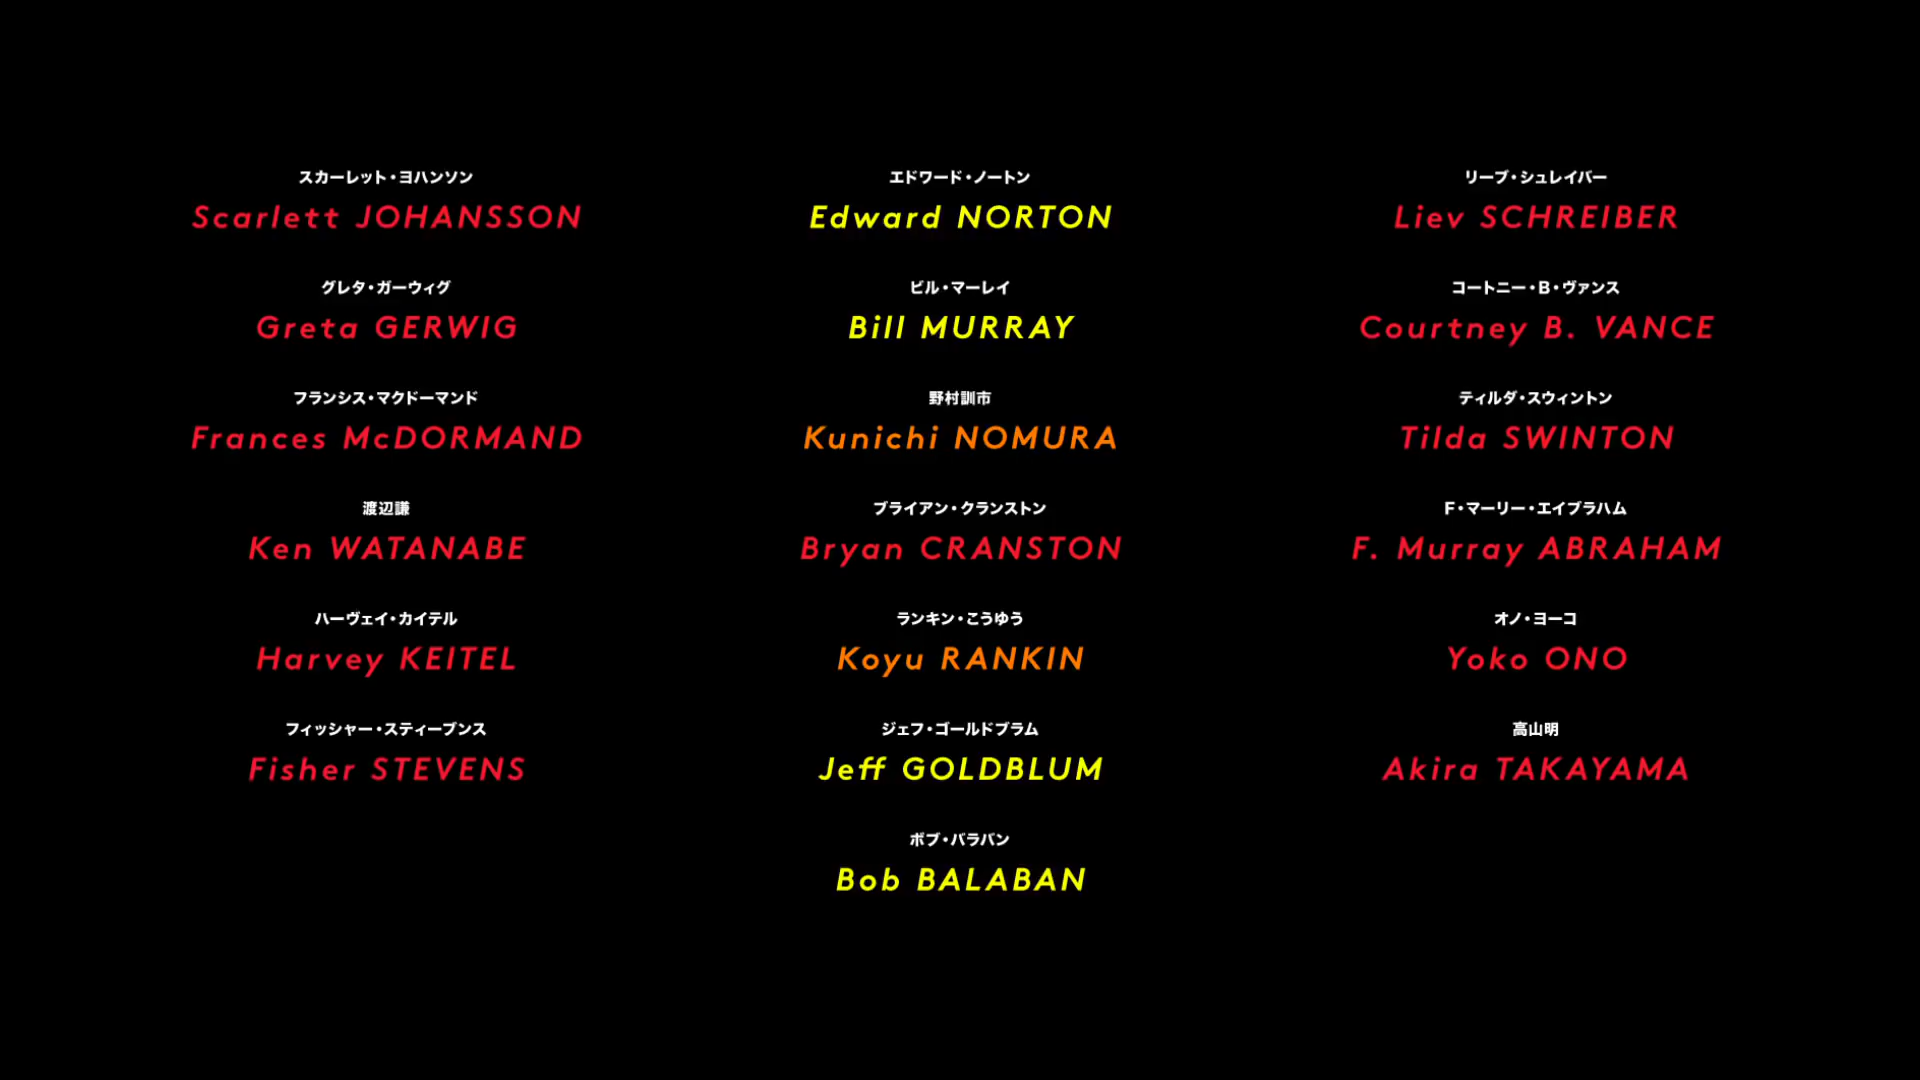 スカーレット・ヨハンソン
Scarlett JOHANSSON
グレタ・ガーウィグ
Greta GERWIG
フランシス・マクドーマンド
Frances McDORMAND
渡辺謙
Ken WATANABE
ハーヴェイ・カイテル
Harvey KEITEL
フィッシャー・スティーブンス
Fisher STEVENS
エドワード・ノートン
Edward NORTON
ビル・マーレイ
Bill MURRAY
野村訓市
Kunichi NOMURA
ブライアン・クランストン
Bryan CRANSTON
ランキン・こうゆう
Koyu RANKIN
ジェフ・ゴールドブラム
Jeff GOLDBLUM
ボブ・バラバン
Bob BALABAN
リーブ・シュレイバー
Liev SCHREIBER
コートニー・B・ヴァンス
Courtney B. VANCE
ティルダ・スウィントン
Tilda SWINTON
F・マーリー・エイブラハム
F. Murray ABRAHAM
オノ・ヨーコ
Yoko ONO
高山明
Akira TAKAYAMA